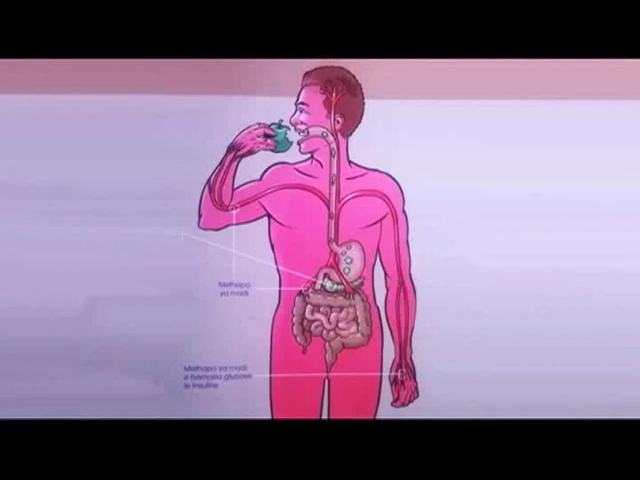 Methapo
ya madi
Methapo ya madi
e tsamaisa glucose
le insuline